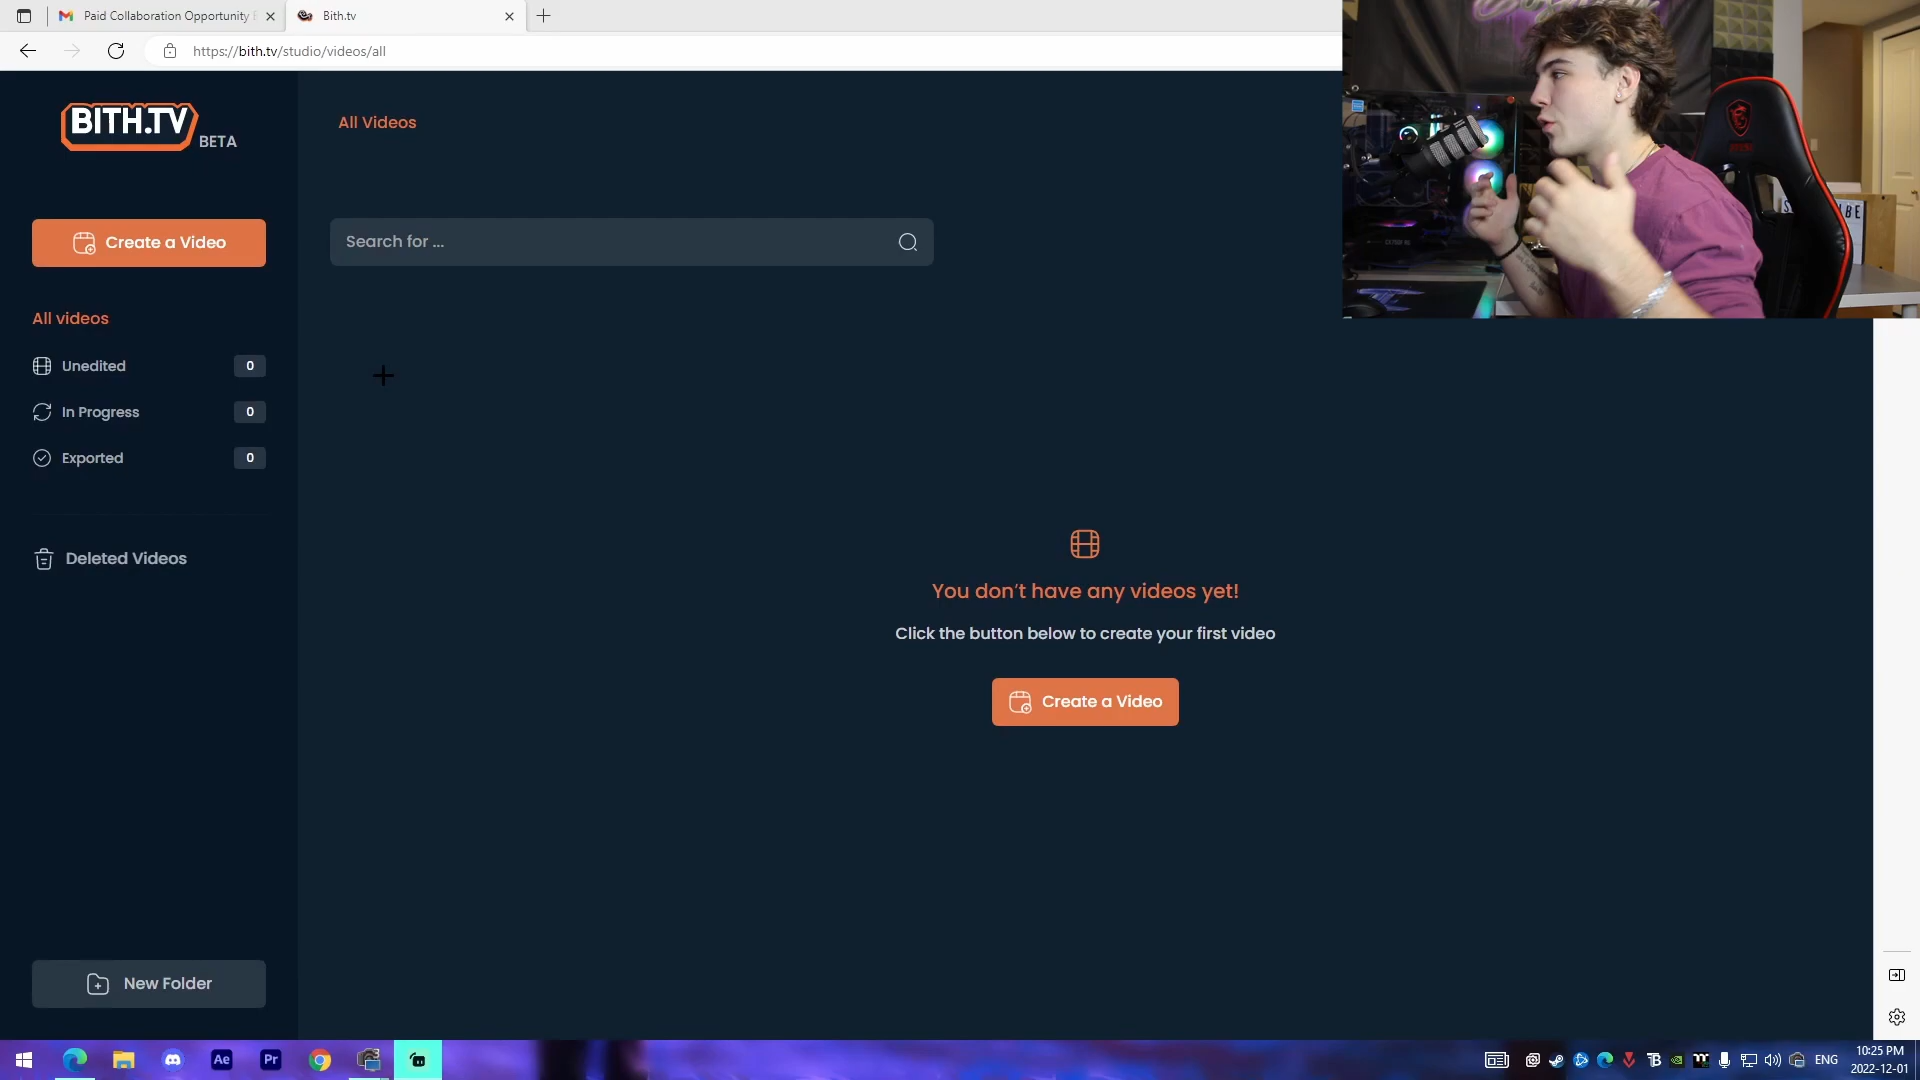 Paid Collaboration Opportunity
Bith.tv
https://bith.tv/studio/videos/all
BITH.TV
BETA
Create a Video
All videos
Unedited 0
In Progress 0
Exported 0
Deleted Videos
New Folder
All Videos
Search for ...
You don't have any videos yet!
Click the button below to create your first video
Create a Video
Ae
Pr
ENG
10:25 PM
2022-12-01